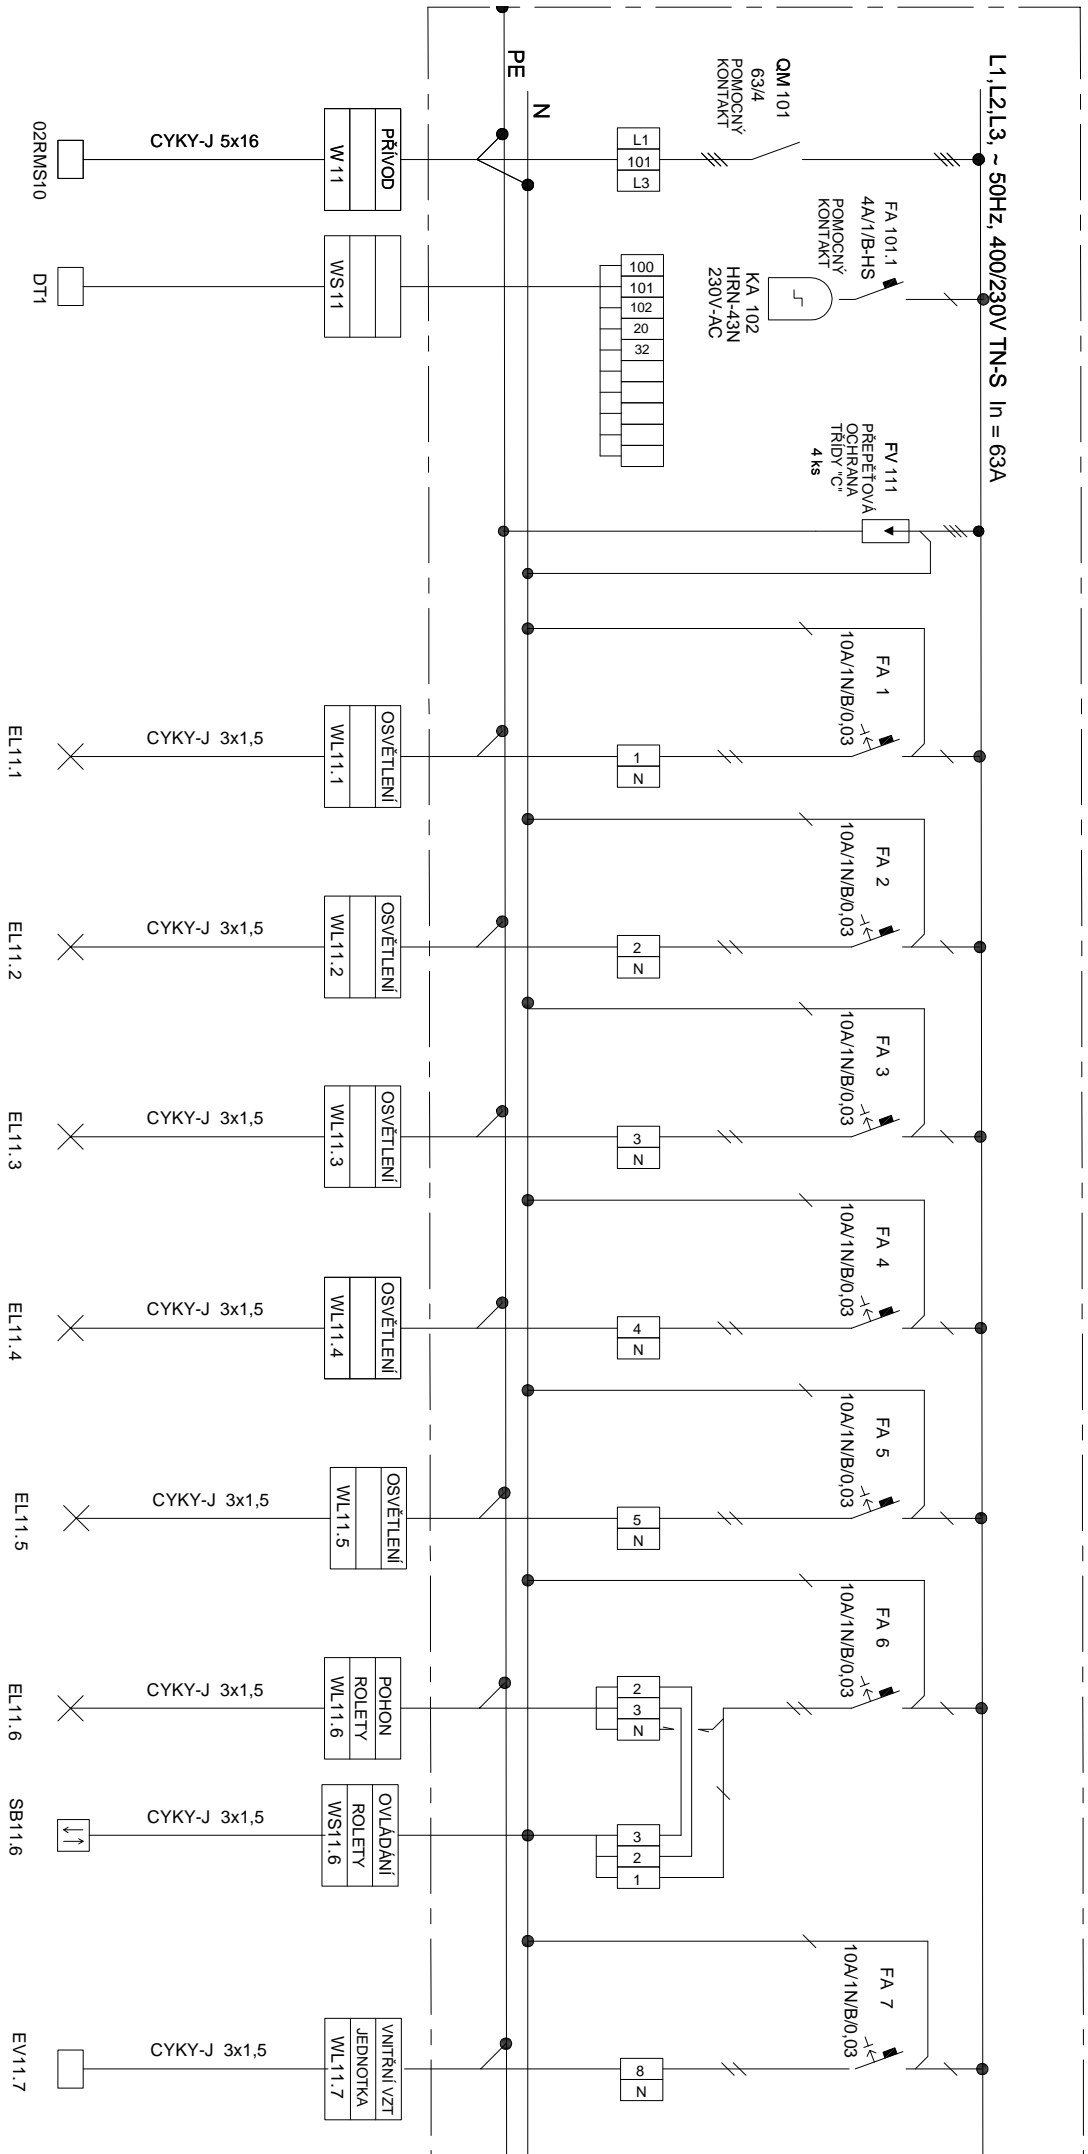 L1,L2,L3, ~ 50Hz, 400/230V TN-S In = 63A
PE
N
QM 101
63/4
POMOCNÝ
KONTAKT
L1
101
L3
PŘÍVOD
W 11
CYKY-J 5x16
02RMS10
FA 101.1
4A/1/B-HS
POMOCNÝ
KONTAKT
KA 102
HRN-43N
230V-AC
100
101
102
20
32
WS11
DT1
FV 111
PŘEPĚŤOVÁ
OCHRANA
TŘÍDY "C"
4 ks
FA 1
10A/1N/B/0,03
1
N
OSVĚTLENÍ
WL11.1
CYKY-J 3x1,5
EL11.1
FA 2
10A/1N/B/0,03
2
N
OSVĚTLENÍ
WL11.2
CYKY-J 3x1,5
EL11.2
FA 3
10A/1N/B/0,03
3
N
OSVĚTLENÍ
WL11.3
CYKY-J 3x1,5
EL11.3
FA 4
10A/1N/B/0,03
4
N
OSVĚTLENÍ
WL11.4
CYKY-J 3x1,5
EL11.4
FA 5
10A/1N/B/0,03
5
N
OSVĚTLENÍ
WL11.5
CYKY-J 3x1,5
EL11.5
FA 6
10A/1N/B/0,03
2
3
N
POHON
ROLETY
WL11.6
CYKY-J 3x1,5
EL11.6
3
2
1
OVLÁDÁNÍ
ROLETY
WS11.6
CYKY-J 3x1,5
SB11.6
FA 7
10A/1N/B/0,03
8
N
VNITŘNÍ VZT
JEDNOTKA
WL11.7
CYKY-J 3x1,5
EV11.7